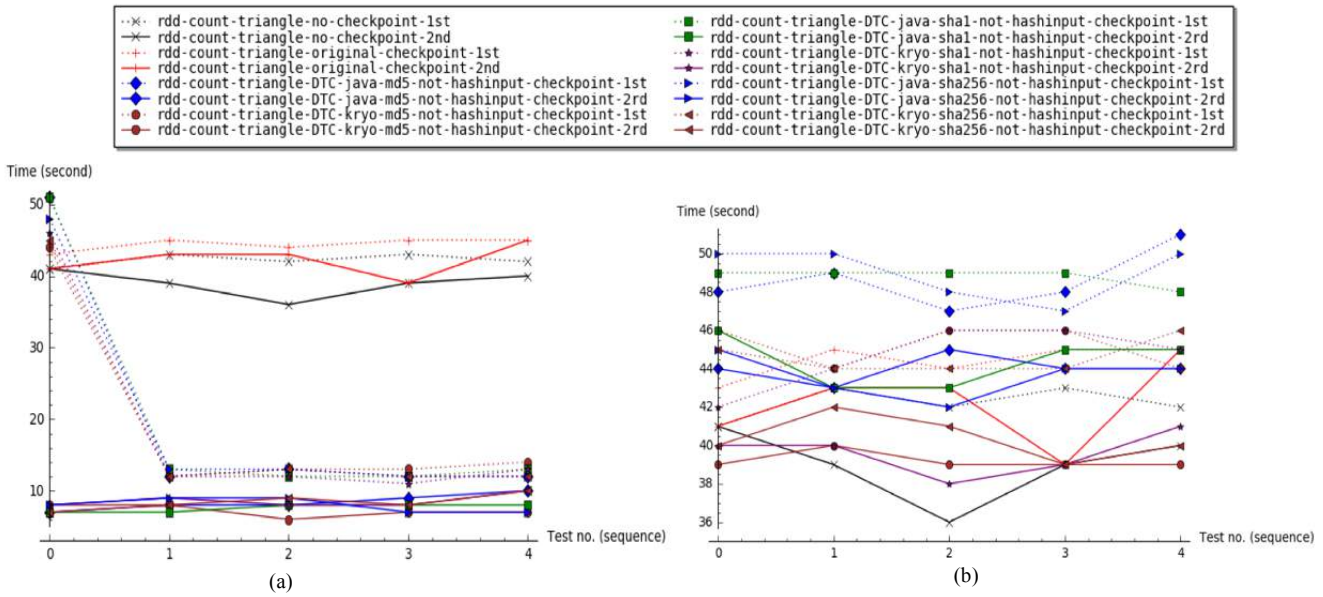 rdd-count-triangle-no-checkpoint-1st
rdd-count-triangle-no-checkpoint-2nd
rdd-count-triangle-original-checkpoint-1st
rdd-count-triangle-original-checkpoint-2nd
rdd-count-triangle-DTC-java-md5-not-hashinput-checkpoint-1st
rdd-count-triangle-DTC-java-md5-not-hashinput-checkpoint-2rd
rdd-count-triangle-DTC-kryo-md5-not-hashinput-checkpoint-1st
rdd-count-triangle-DTC-kryo-md5-not-hashinput-checkpoint-2rd
rdd-count-triangle-DTC-java-sha1-not-hashinput-checkpoint-1st
rdd-count-triangle-DTC-java-sha1-not-hashinput-checkpoint-2rd
rdd-count-triangle-DTC-kryo-sha1-not-hashinput-checkpoint-1st
rdd-count-triangle-DTC-kryo-sha1-not-hashinput-checkpoint-2rd
rdd-count-triangle-DTC-java-sha256-not-hashinput-checkpoint-1st
rdd-count-triangle-DTC-java-sha256-not-hashinput-checkpoint-2rd
rdd-count-triangle-DTC-kryo-sha256-not-hashinput-checkpoint-1st
rdd-count-triangle-DTC-kryo-sha256-not-hashinput-checkpoint-2rd
Time (second)
50
40
30
20
10
0 1 2 3 4
Test no. (sequence)
(a)
Time (second)
50
48
46
44
42
40
38
36
0 1 2 3 4
Test no. (sequence)
(b)